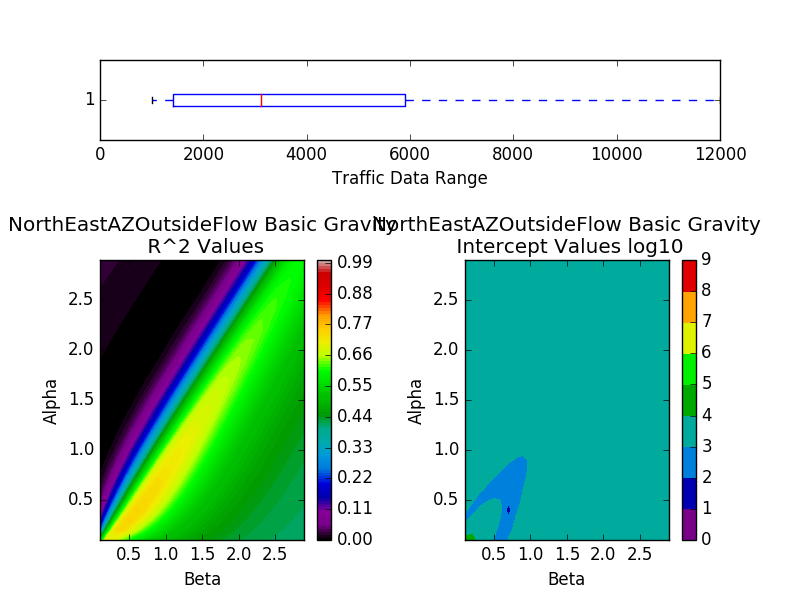 1
0 2000 4000 6000 8000 10000 12000
Traffic Data Range
NorthEastAZOutsideFlow Basic Gravity
R^2 Values
NorthEastAZOutsideFlow Basic Gravity
Intercept Values log10
Alpha
2.5
2.0
1.5
1.0
0.5
0.5 1.0 1.5 2.0 2.5
Beta
0.99
0.88
0.77
0.66
0.55
0.44
0.33
0.22
0.11
0.00
Alpha
2.5
2.0
1.5
1.0
0.5
0.5 1.0 1.5 2.0 2.5
Beta
9
8
7
6
5
4
3
2
1
0